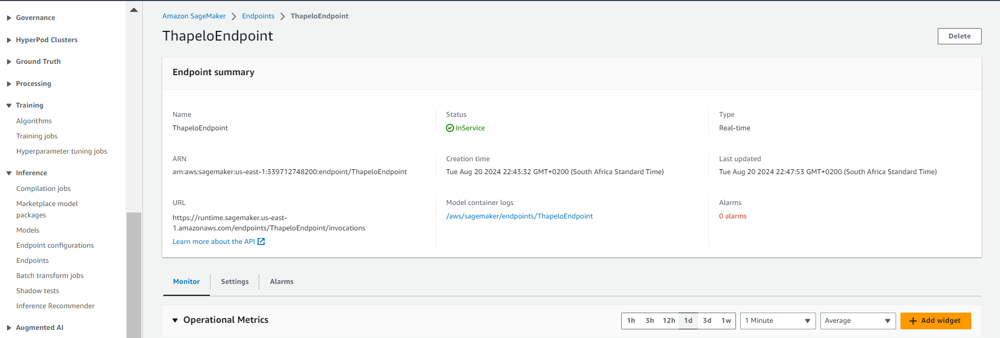 Governance
HyperPod Clusters
Ground Truth
Processing
Training
Algorithms
Training jobs
Hyperparameter tuning jobs
Inference
Compilation jobs
Marketplace model
packages
Models
Endpoint configurations
Endpoints
Batch transform jobs
Shadow tests
Inference Recommender
Augmented AI
Amazon SageMaker > Endpoints > ThapeloEndpoint
ThapeloEndpoint
Delete
Endpoint summary
Name
ThapeloEndpoint
Status
InService
Type
Real-time
ARN
arn:aws:sagemaker:us-east-1:339712748200:endpoint/ThapeloEndpoint
Creation time
Tue Aug 20 2024 22:43:32 GMT+0200 (South Africa Standard Time)
Last updated
Tue Aug 20 2024 22:47:53 GMT+0200 (South Africa Standard Time)
URL
https://runtime.sagemaker.us-east-
1.amazonaws.com/endpoints/ThapeloEndpoint/invocations
Learn more about the API
Model container logs
/aws/sagemaker/endpoints/ThapeloEndpoint
Alarms
0 alarms
Monitor Settings Alarms
Operational Metrics
1h 3h 12h 1d 3d 1w
1 Minute
Average
+ Add widget